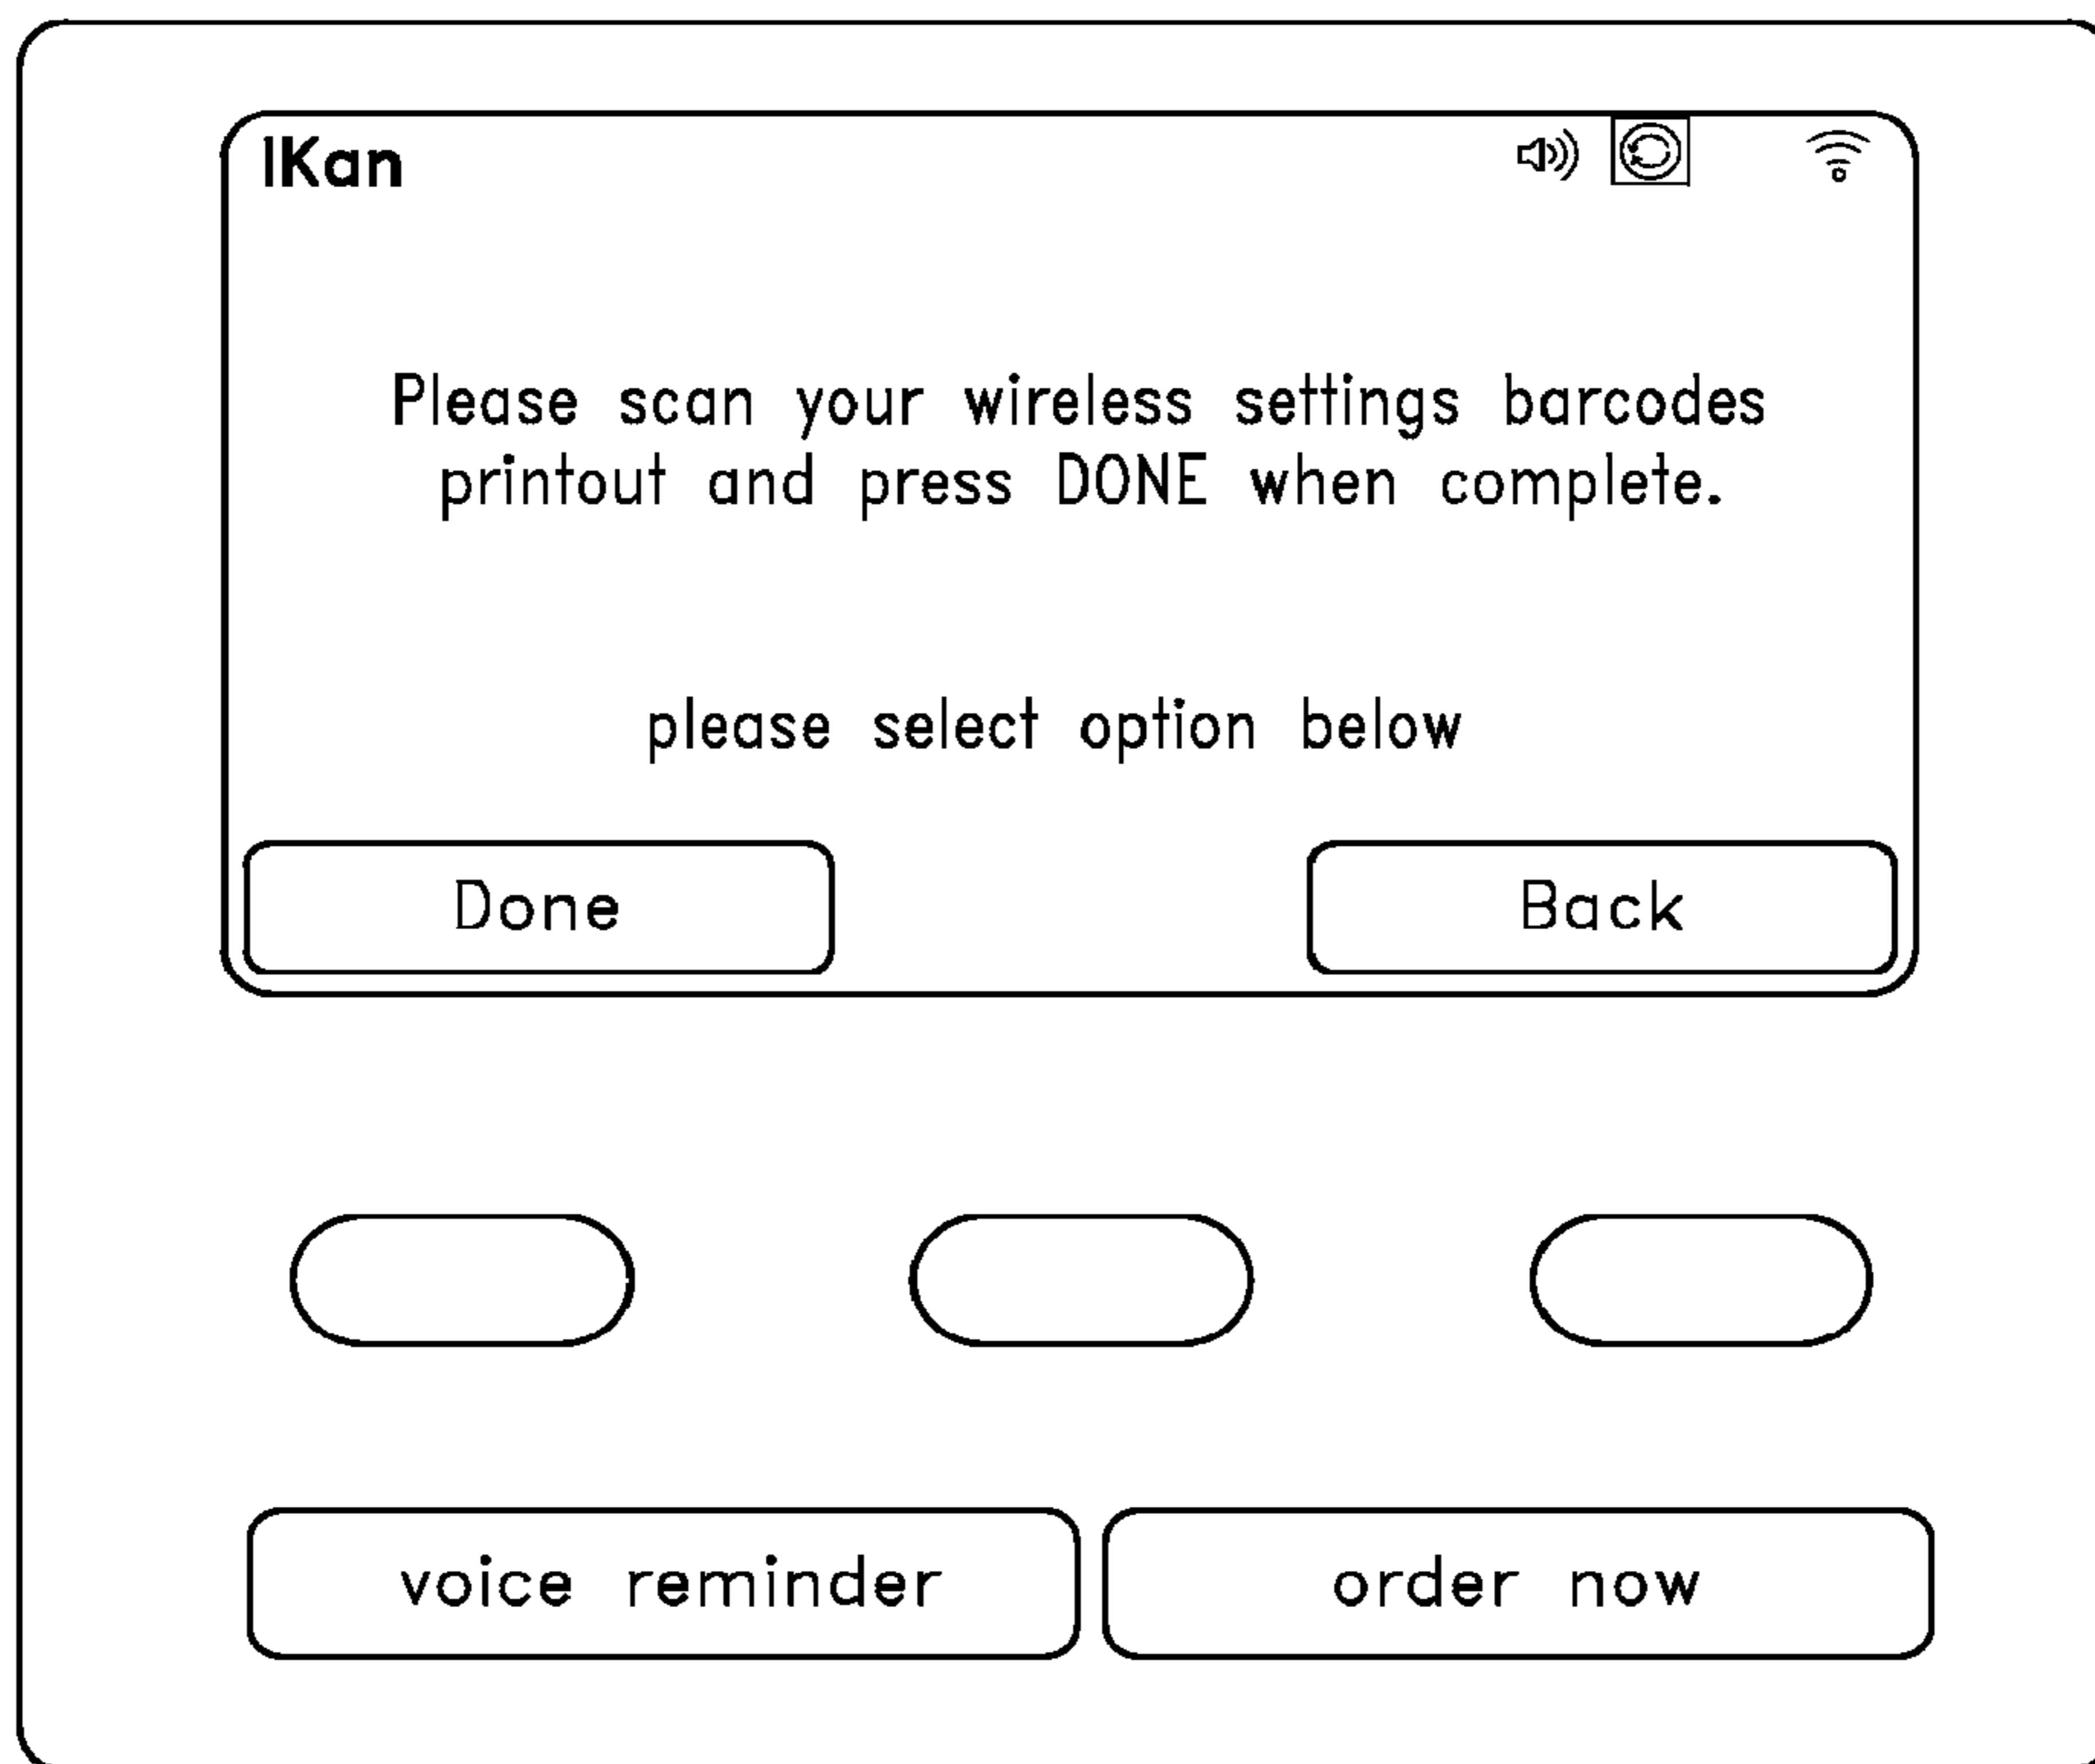 IKan
Please scan your wireless settings barcodes
printout and press DONE when complete.
please select option below
Done
Back
voice reminder
order now